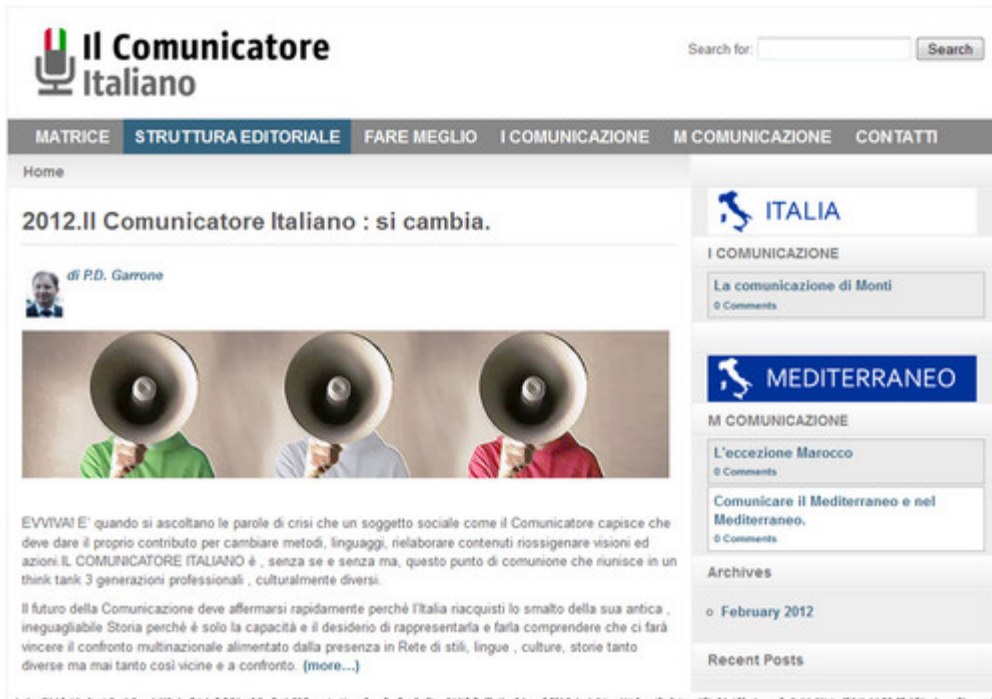 Il Comunicatore
Italiano
Search for:
Search
MATRICE STRUTTURA EDITORIALE FARE MEGLIO I COMUNICAZIONE M COMUNICAZIONE CONTATTI
Home
2012.Il Comunicatore Italiano : si cambia.
di P.D. Garrone
EVVIVA! E' quando si ascoltano le parole di crisi che un soggetto sociale come il Comunicatore capisce che
deve dare il proprio contributo per cambiare metodi, linguaggi, rielaborare contenuti riossigenare visioni ed
azioni.IL COMUNICATORE ITALIANO è , senza se e senza ma, questo punto di comunione che riunisce in un
think tank 3 generazioni professionali , culturalmente diversi.
Il futuro della Comunicazione deve affermarsi rapidamente perché l'Italia riacquisti lo smalto della sua antica ,
ineguagliabile Storia perché è solo la capacità e il desiderio di rappresentarla e farla comprendere che ci farà
vincere il confronto multinazionale alimentato dalla presenza in Rete di stili, lingue , culture, storie tanto
diverse ma mai tanto così vicine e a confronto. (more...)
ITALIA
I COMUNICAZIONE
La comunicazione di Monti
0 Comments
MEDITERRANEO
M COMUNICAZIONE
L'eccezione Marocco
0 Comments
Comunicare il Mediterraneo e nel
Mediterraneo.
0 Comments
Archives
February 2012
Recent Posts